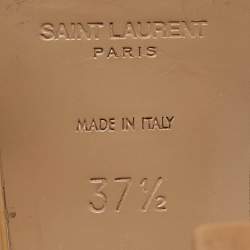 SAINT LAURENT
PARIS
MADE IN ITALY
37½